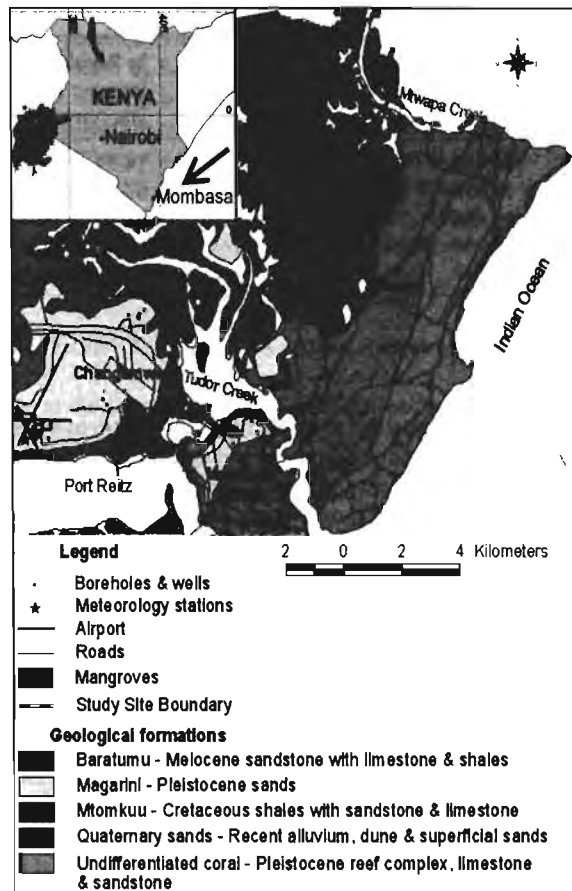 KENYA
Nairobi
Mombasa
0
Mtwapa Creek
Indian Ocean
Tudor Creek
Port Reitz
Legend
2 0 2 4 Kilometers
Boreholes & wells
Meteorology stations
Airport
Roads
Mangroves
Study Site Boundary
Geological formations
Baratumu - Meiocene sandstone with limestone & shales
Magarini - Pleistocene sands
Mtomkuu - Cretaceous shales with sandstone & limestone
Quaternary sands - Recent alluvium, dune & superficial sands
Undifferentiated coral - Pleistocene reef complex, limestone
& sandstone